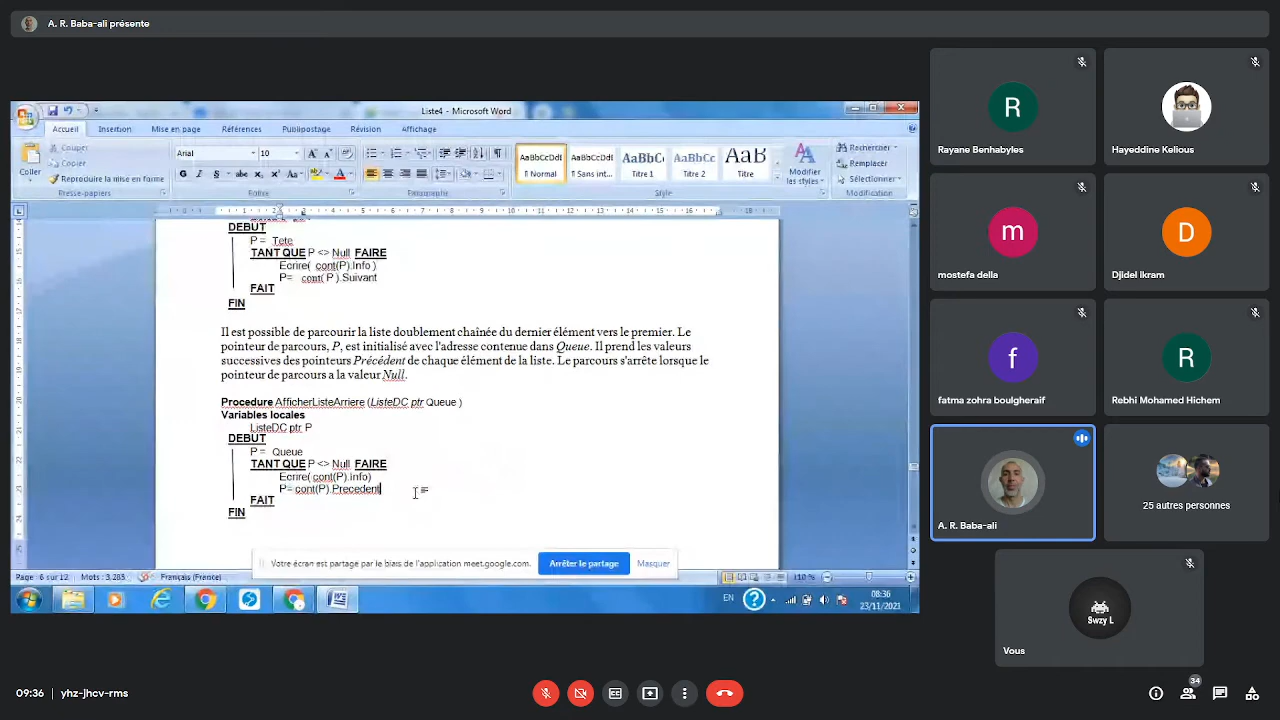 A. R. Baba-ali présente
Liste4 - Microsoft Word
Accueil Insertion Mise en page Références Publipostage Révision Affichage
Coller
Couper
Copier
Reproduire la mise en forme
Presse-papiers
Arial 10
Police
Paragraphe
AaBbCcDdI AaBbCcDdI AaBbC AaBbCc AaB
¶ Normal ¶ Sans int... Titre 1 Titre 2 Titre
Modifier les styles
Style
Rechercher
Remplacer
Sélectionner
Modification
DEBUT
P = Tete
TANT QUE P <> Null FAIRE
Ecrire( cont(P).Info )
P= cont( P ).Suivant
FAIT
FIN
Il est possible de parcourir la liste doublement chaînée du dernier élément vers le premier. Le
pointeur de parcours, P, est initialisé avec l'adresse contenue dans Queue. Il prend les valeurs
successives des pointeurs Précédent de chaque élément de la liste. Le parcours s'arrête lorsque le
pointeur de parcours a la valeur Null.
Procedure AfficherListeArriere (ListeDC ptr Queue )
Variables locales
ListeDC ptr P
DEBUT
P = Queue
TANT QUE P <> Null FAIRE
Ecrire( cont(P).Info)
P= cont(P).Precedent
FAIT
FIN
Votre écran est partagé par le biais de l'application meet.google.com.
Arrêter le partage
Masquer
Page : 6 sur 12 Mots : 3 283 Français (France) 110 %
EN
08:36
23/11/2021
R
Rayane Benhabyles
Hayeddine Kelious
m
mostefa della
D
Djidel Ikram
f
fatma zohra boulgheraif
R
Rebhi Mohamed Hichem
A. R. Baba-ali
25 autres personnes
Swzy L
Vous
09:36 yhz-jhcv-rms
34